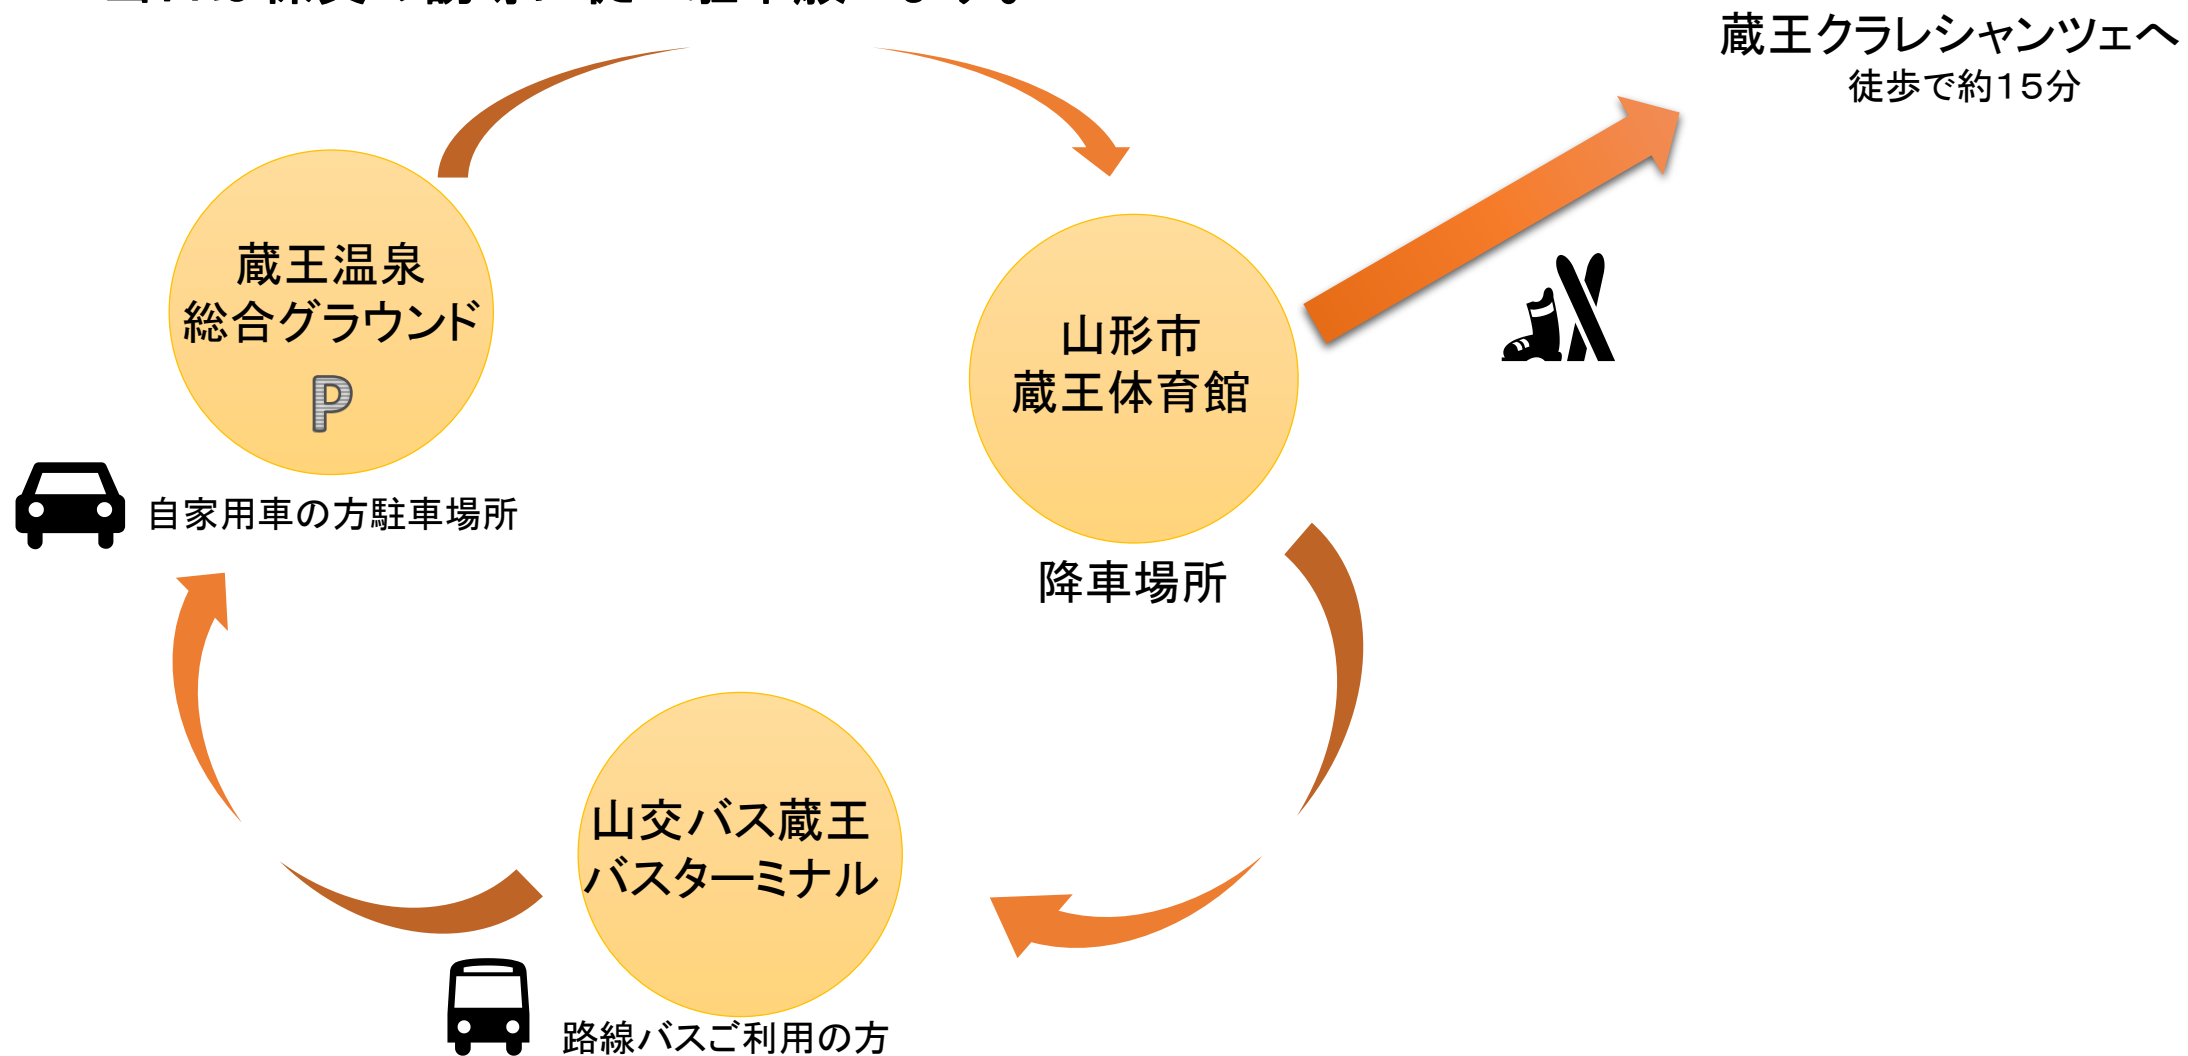 蔵王クラレシャンツェへ
徒歩で約15分
蔵王温泉
総合グラウンド
P
自家用車の方駐車場所
山形市
蔵王体育館
降車場所
山交バス蔵王
バスターミナル
路線バスご利用の方